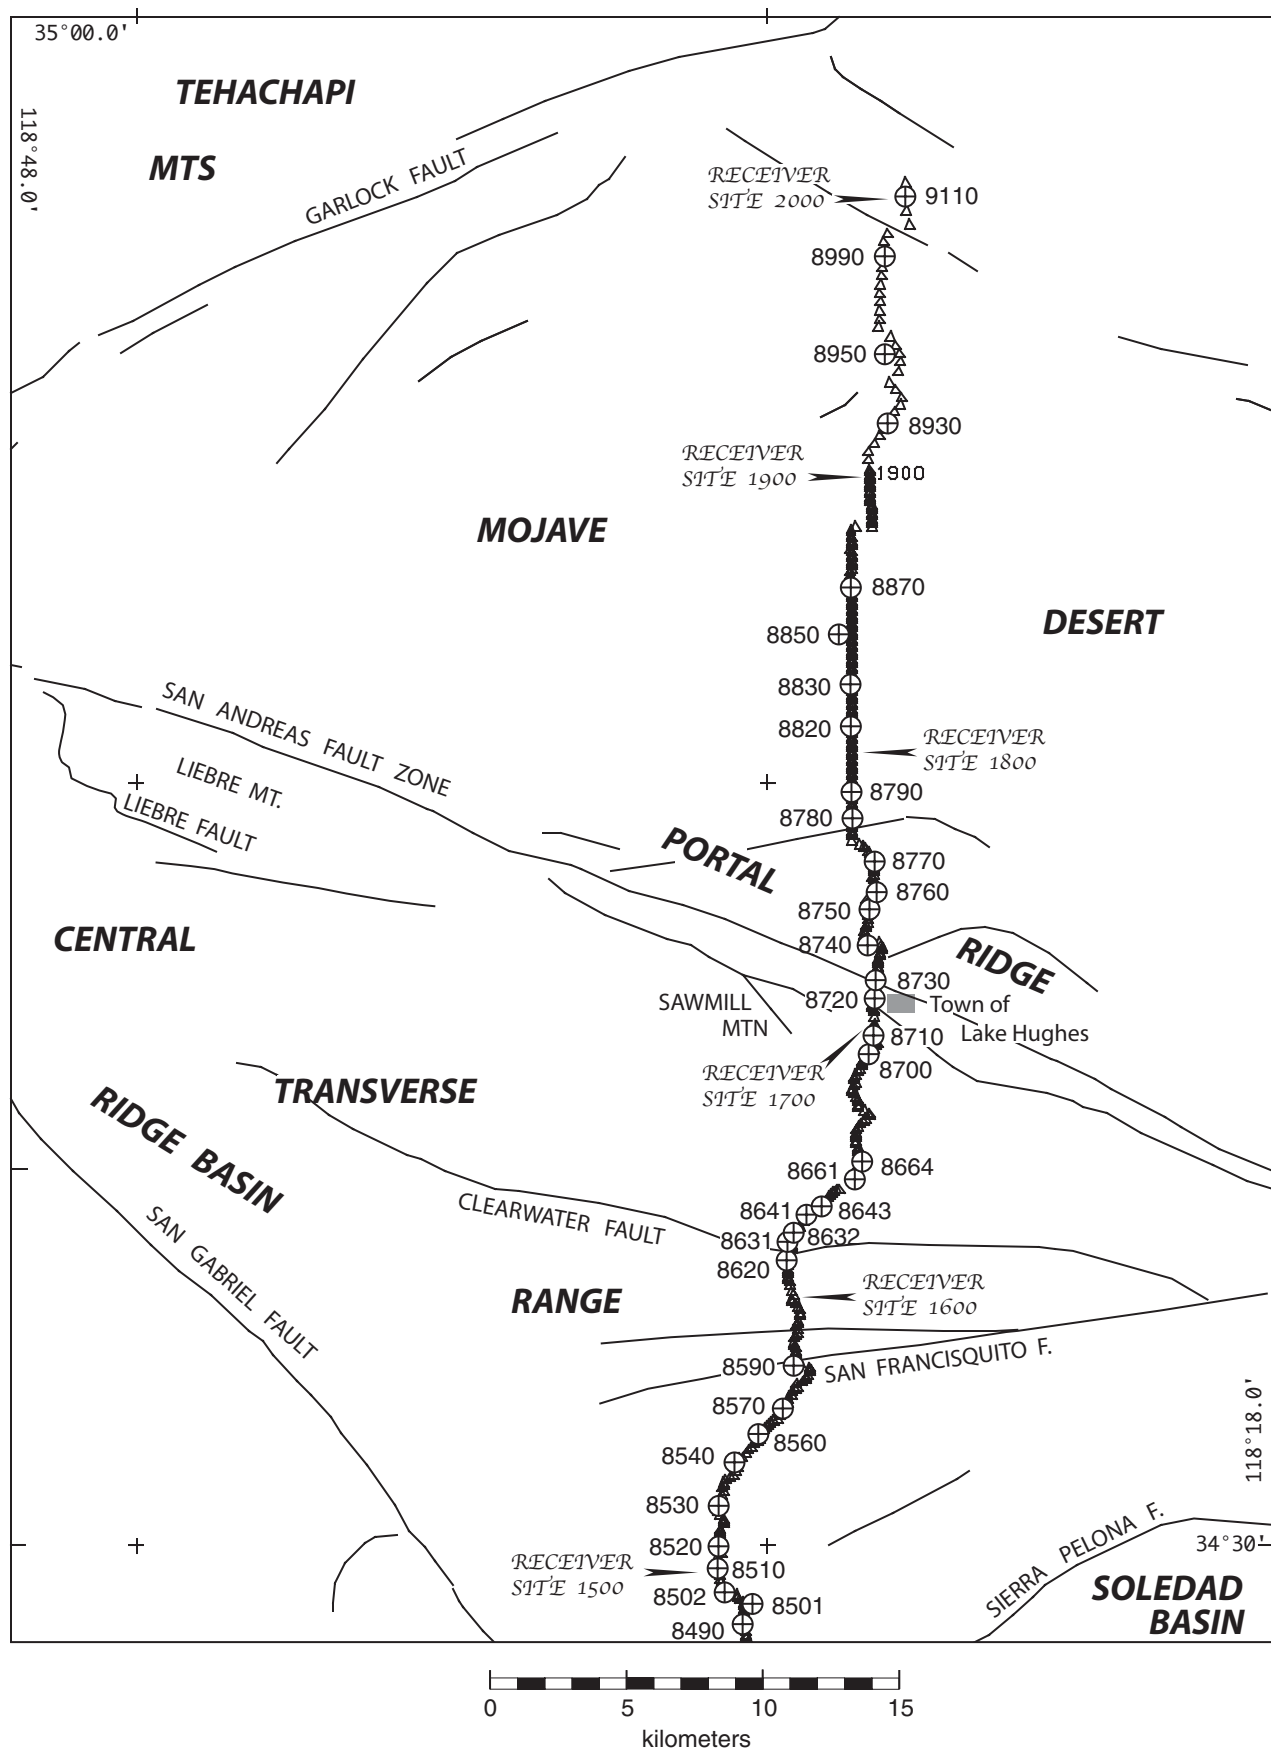 35°00.0'
118°48.0'
TEHACHAPI
MTS
GARLOCK FAULT
RECEIVER
SITE 2000
9110
8990
8950
8930
RECEIVER
SITE 1900
1900
MOJAVE
8870
DESERT
8850
8830
8820
RECEIVER
SITE 1800
SAN ANDREAS FAULT ZONE
LIEBRE MT.
LIEBRE FAULT
8790
8780
PORTAL
8770
8760
8750
CENTRAL
8740
RIDGE
8730
8720
Town of
Lake Hughes
SAWMILL
MTN
8710
8700
RECEIVER
SITE 1700
TRANSVERSE
RIDGE BASIN
8664
8661
CLEARWATER FAULT
8643
8641
8632
8631
8620
SAN GABRIEL FAULT
RANGE
RECEIVER
SITE 1600
8590
SAN FRANCISQUITO F.
8570
8560
8540
118°18.0'
8530
8520
34°30'
RECEIVER
SITE 1500
8510
SIERRA PELONA F.
SOLEDAD
BASIN
8502
8501
8490
0 5 10 15
kilometers